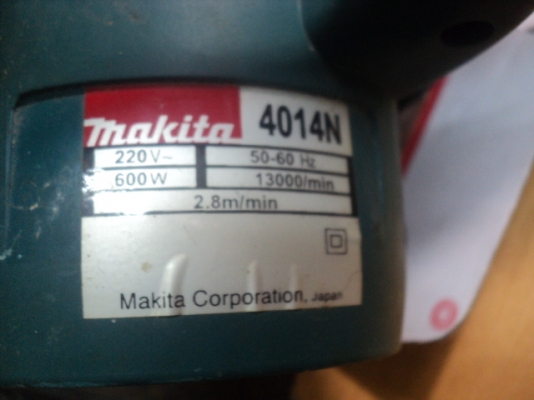 makita 4014N
220V~ 50-60 Hz
600W 13000/min
2.8m/min
Makita Corporation, Japan